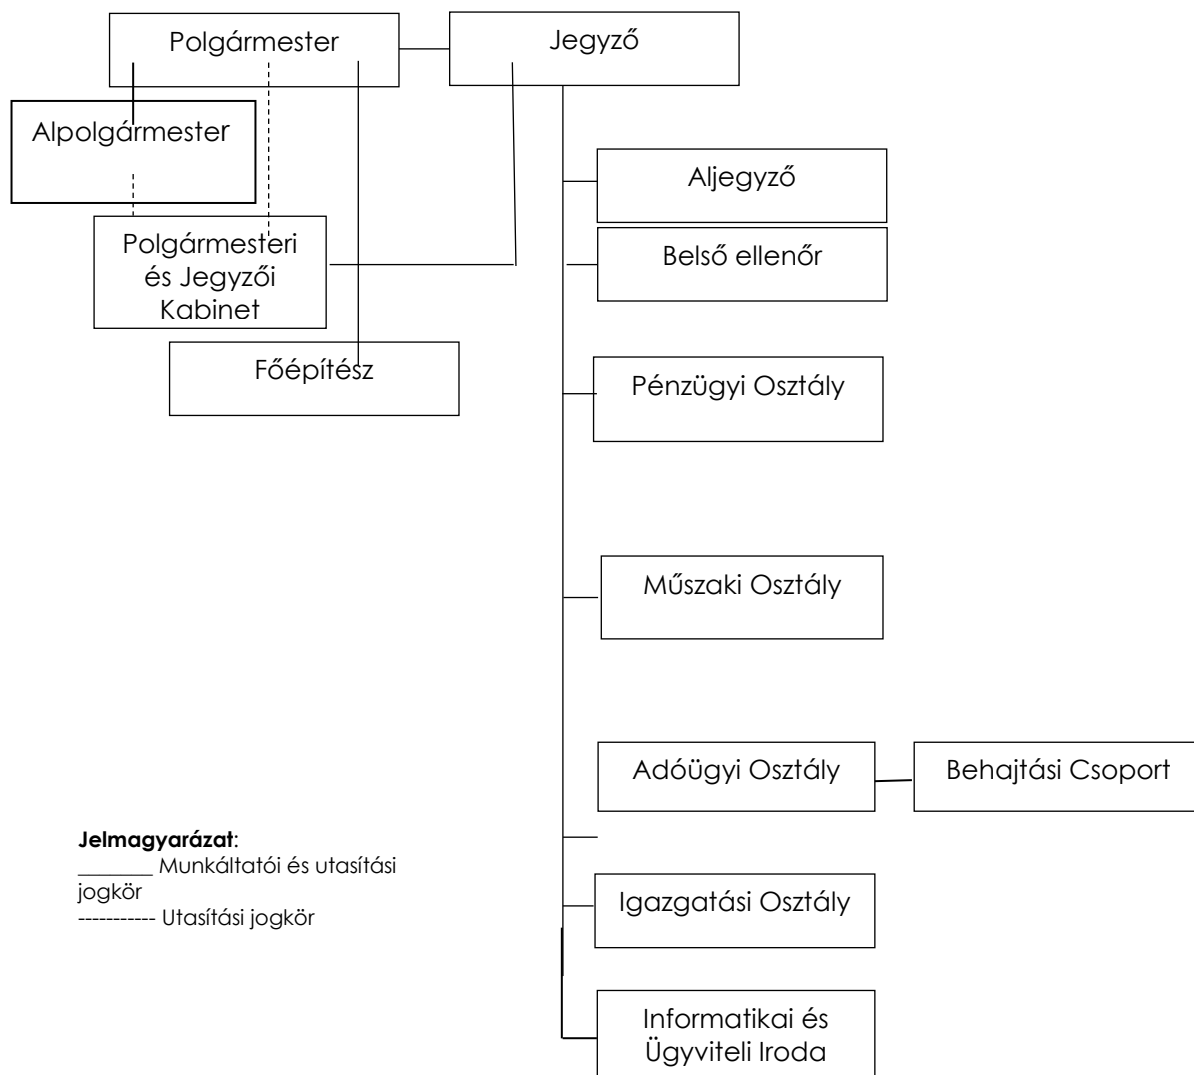 Polgármester
Jegyző
Alpolgármester
Aljegyző
Polgármesteri
és Jegyzői
Kabinet
Belső ellenőr
Főépítész
Pénzügyi Osztály
Műszaki Osztály
Adóügyi Osztály
Behajtási Csoport
Jelmagyarázat:
_______ Munkáltatói és utasítási
jogkör
----------- Utasítási jogkör
Igazgatási Osztály
Informatikai és
Ügyviteli Iroda